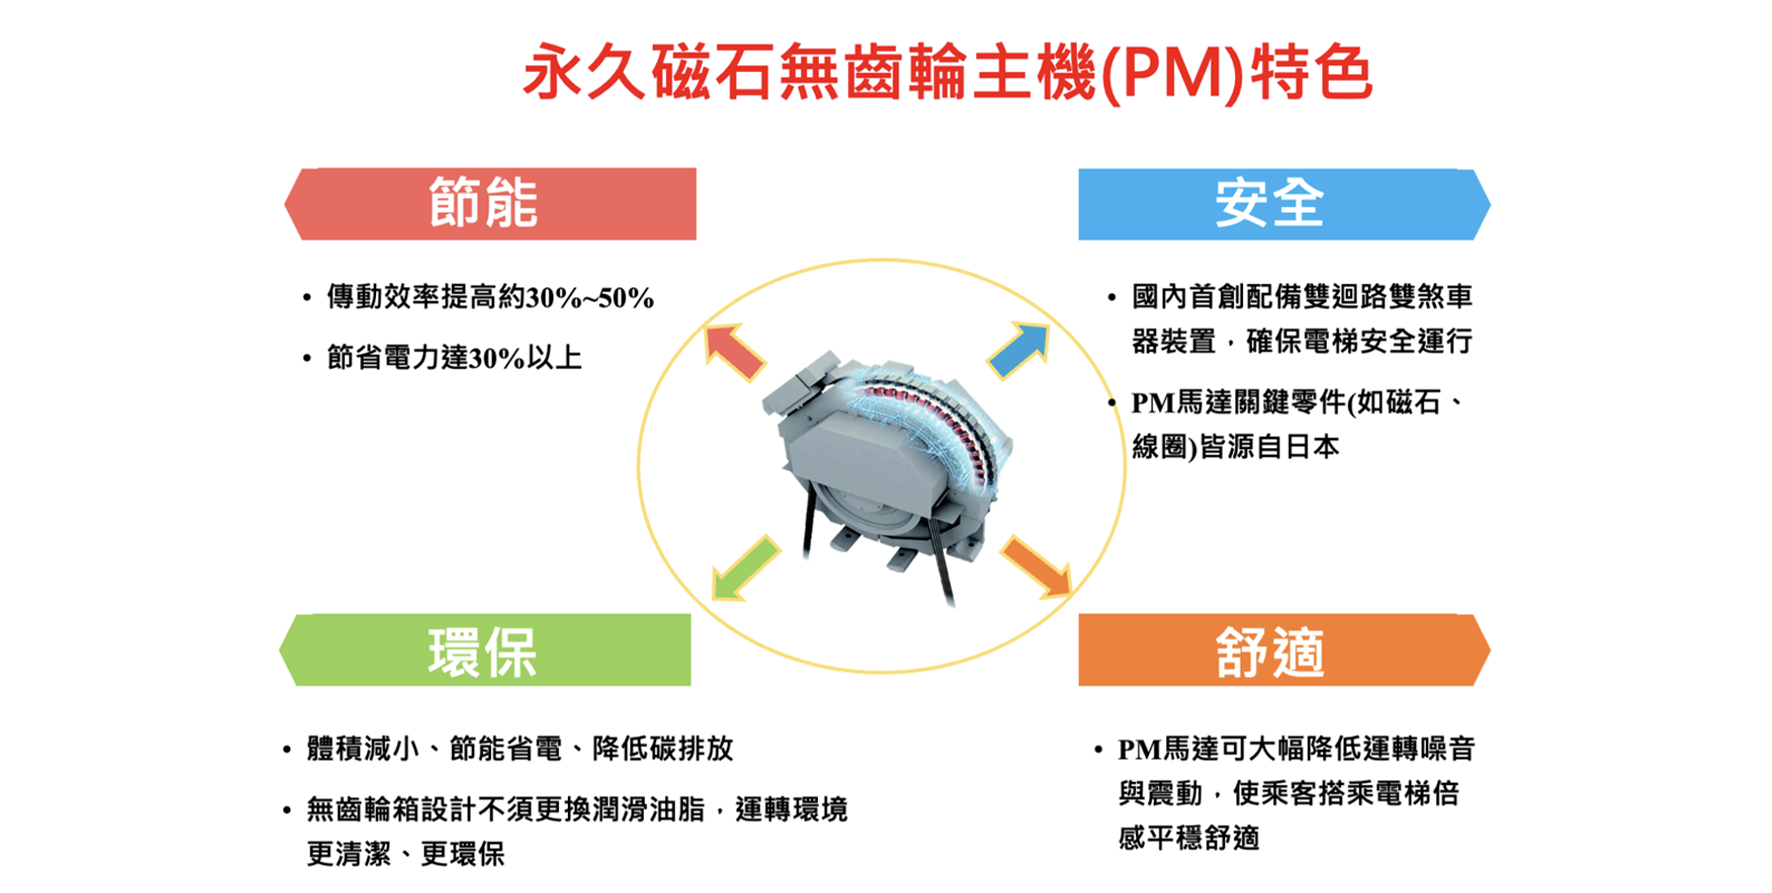 永久磁石無齒輪主機(PM)特色
節能
• 傳動效率提高約30%~50%
• 節省電力達30%以上
安全
• 國內首創配備雙迴路雙煞車
器裝置，確保電梯安全運行
• PM馬達關鍵零件(如磁石、
線圈)皆源自日本
環保
• 體積減小、節能省電、降低碳排放
• 無齒輪箱設計不須更換潤滑油脂，運轉環境
更清潔、更環保
舒適
• PM馬達可大幅降低運轉噪音
與震動，使乘客搭乘電梯倍
感平穩舒適